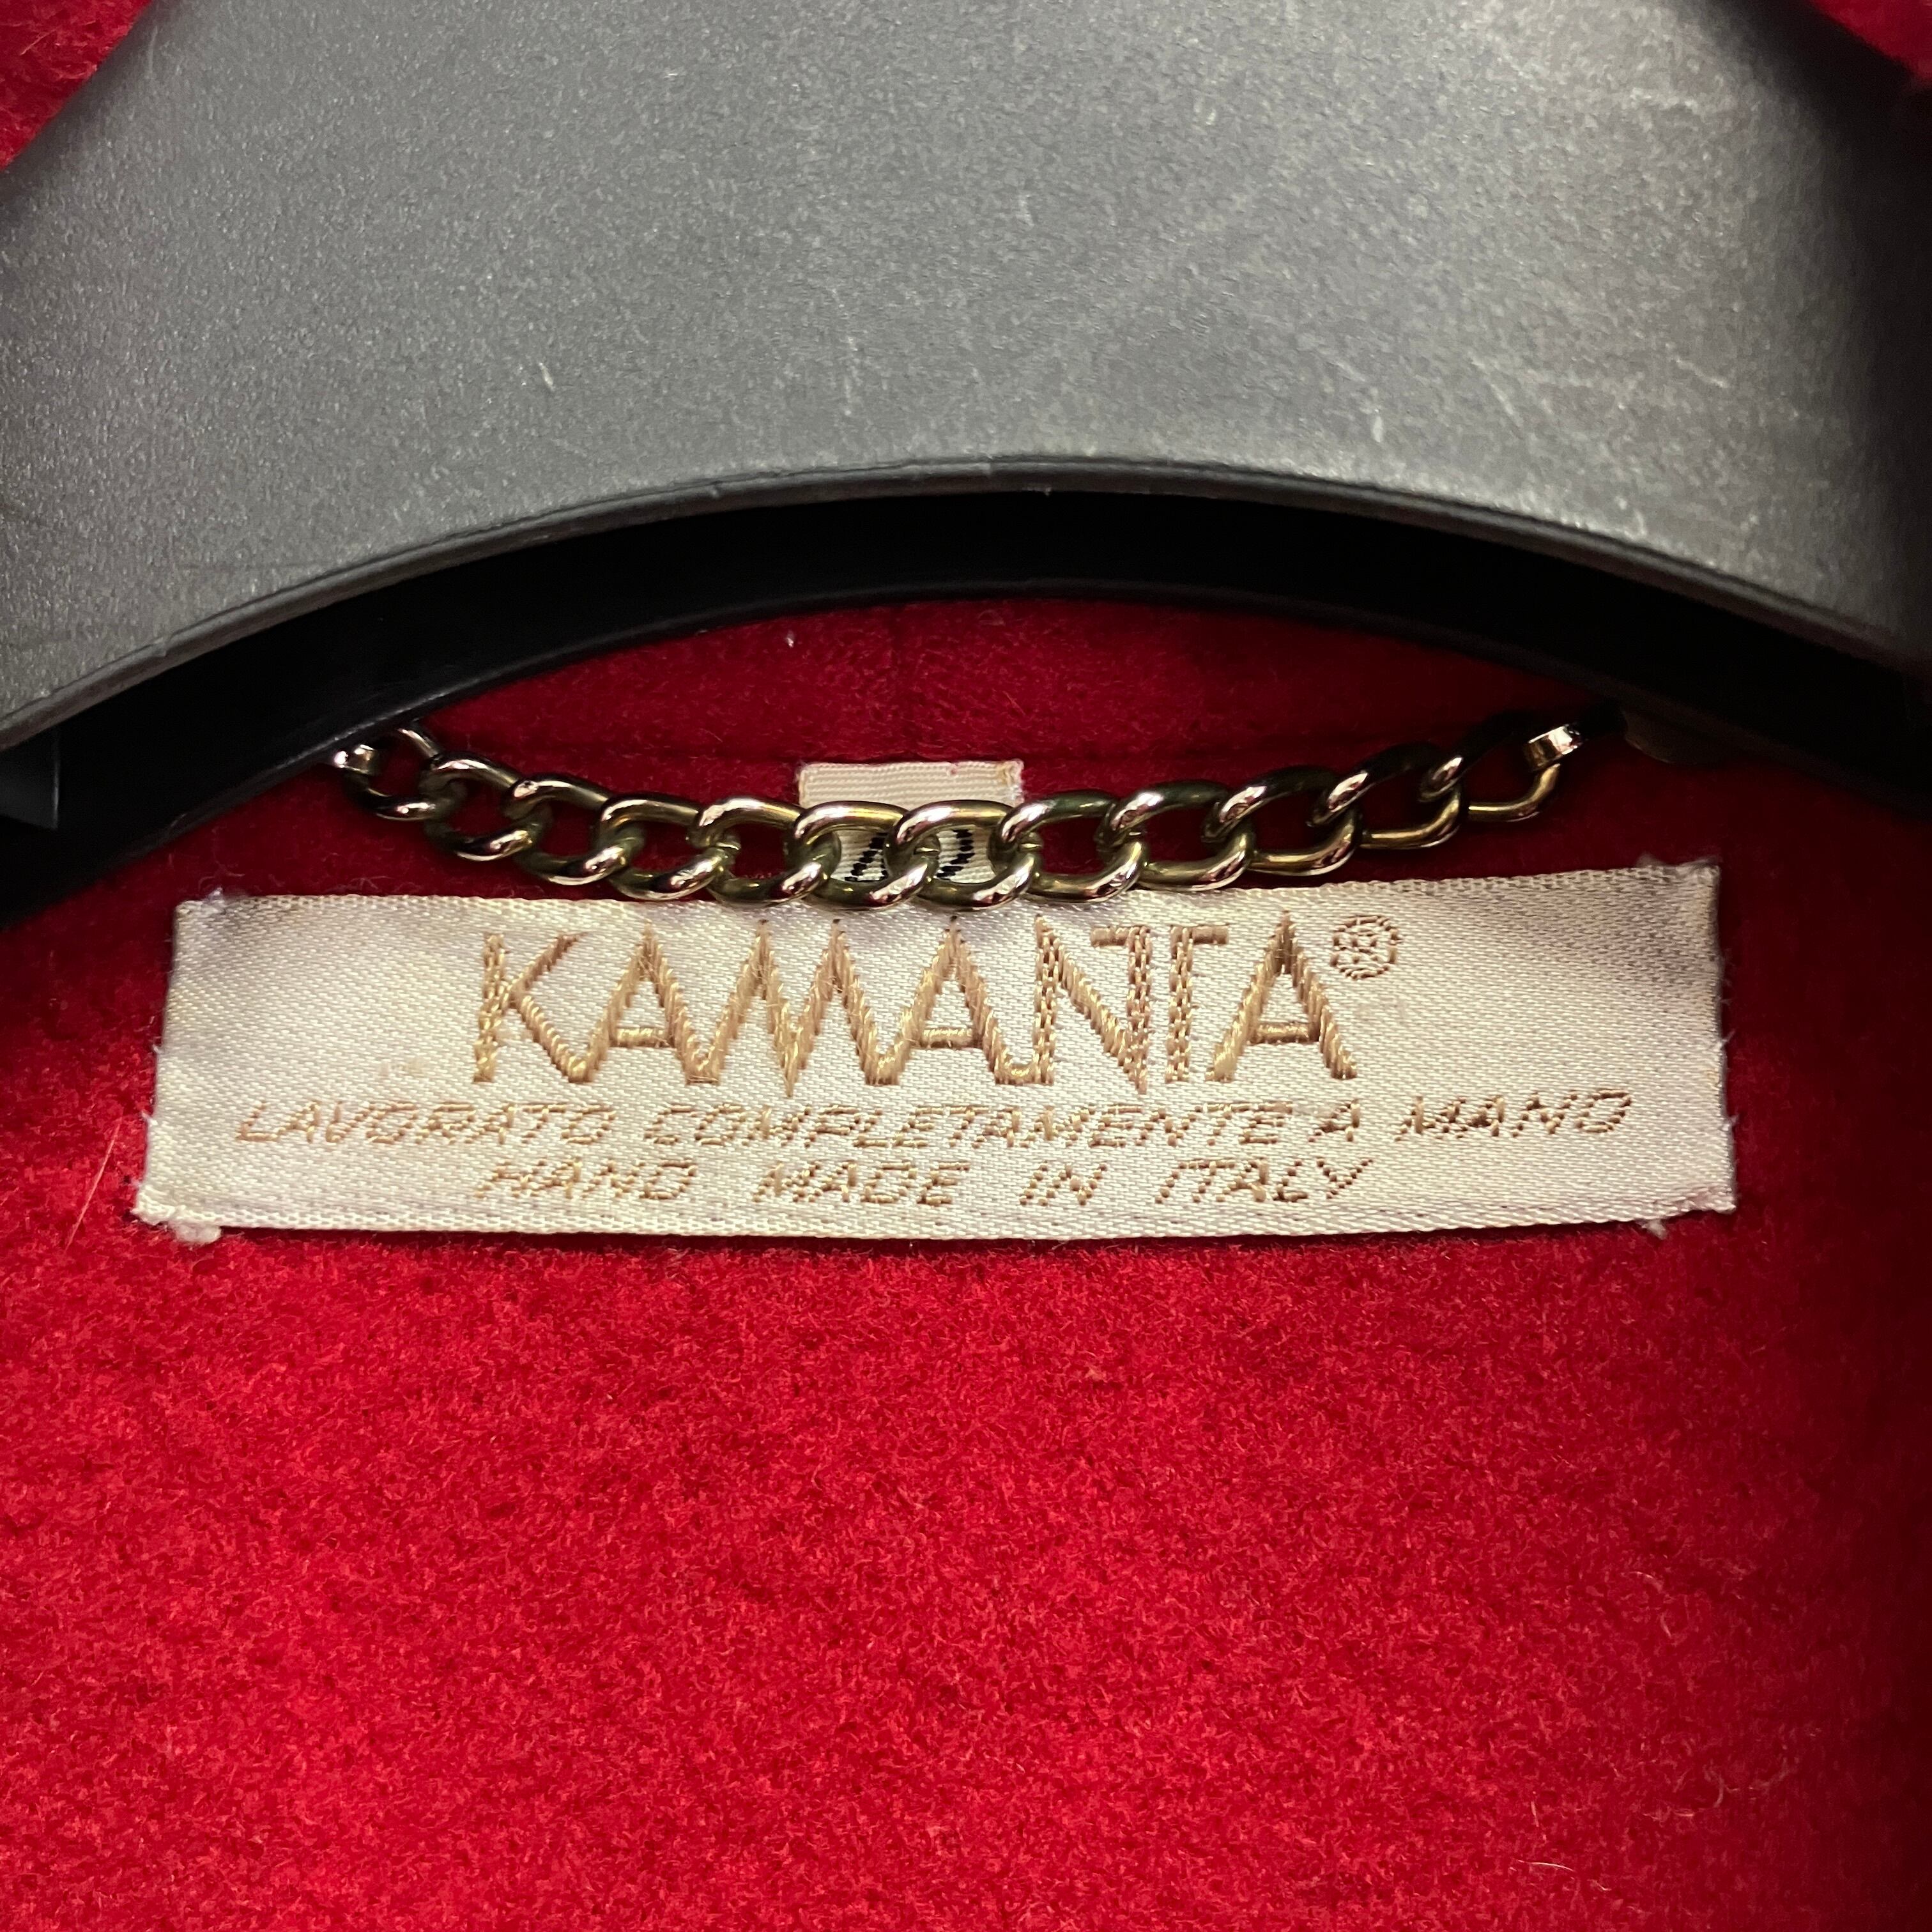 KAMANTA®
LAVORATO COMPLETAMENTE A MANO
HAND MADE IN ITALY